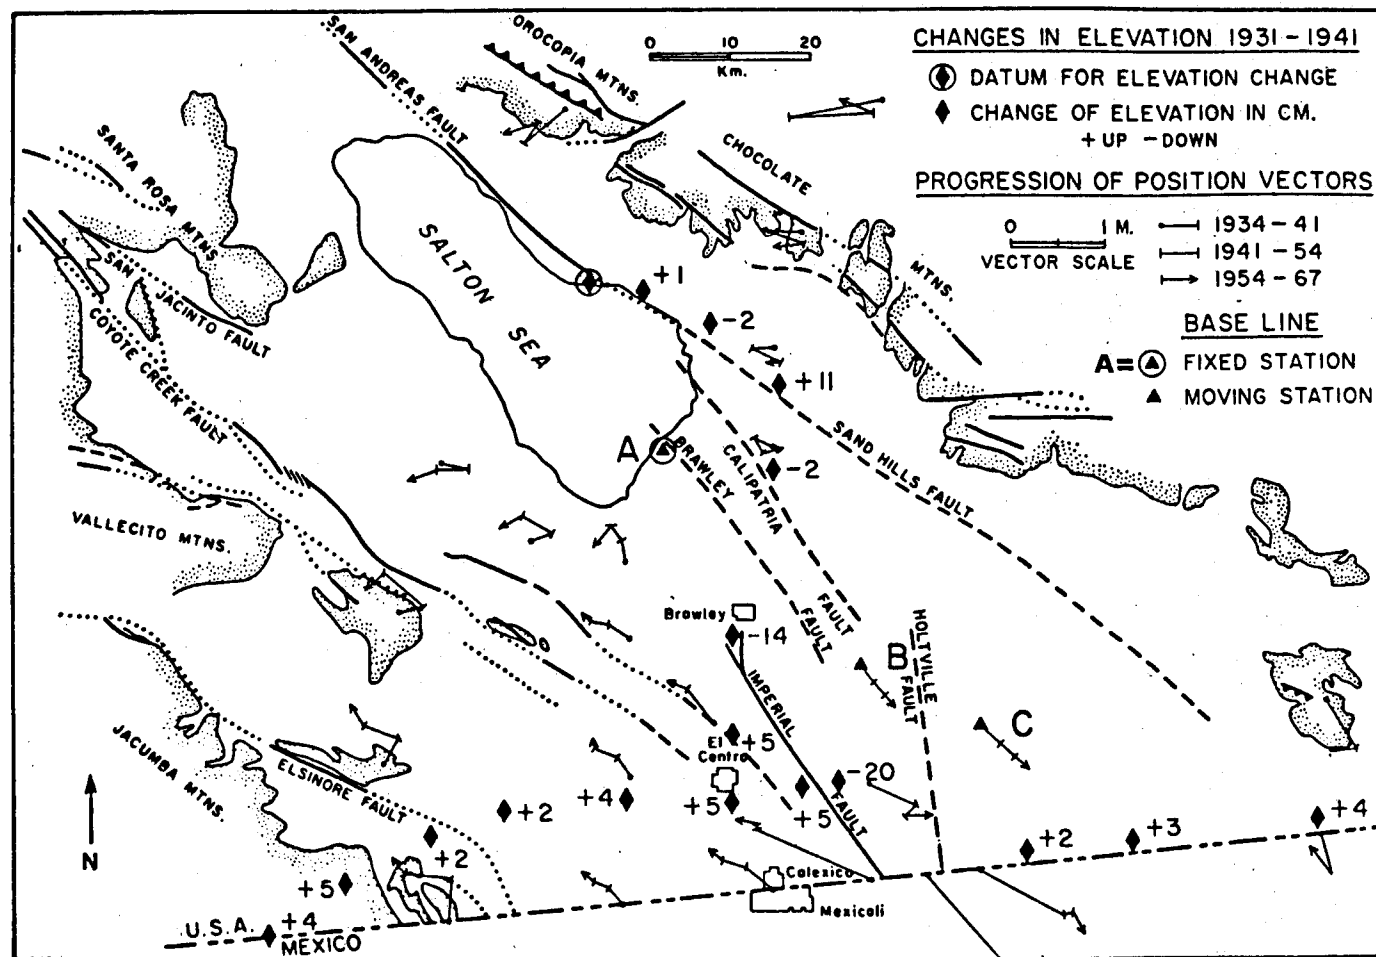 CHANGES IN ELEVATION 1931-1941
DATUM FOR ELEVATION CHANGE
CHANGE OF ELEVATION IN CM.
+ UP - DOWN
PROGRESSION OF POSITION VECTORS
0 1 M.
VECTOR SCALE
1934-41
1941-54
1954-67
BASE LINE
A= FIXED STATION
MOVING STATION
0 10 20
Km.
SAN ANDREAS FAULT
OROCOPIA MTNS.
CHOCOLATE
MTNS.
SANTA ROSA MTNS
SAN JACINTO FAULT
COYOTE CREEK FAULT
SALTON SEA
+1
-2
+11
-2
A
BRAWLEY FAULT
CALIPATRIA FAULT
SAND HILLS FAULT
VALLECITO MTNS.
Brawley
-14
IMPERIAL FAULT
B
HOLTVILLE FAULT
C
JACUMBA MTNS.
ELSINORE FAULT
+5
El Centro
-20
+4
+5
+5
+2
+2
+5
+4
+2
+3
+4
N
Calexico
Mexicali
U.S.A.
MEXICO